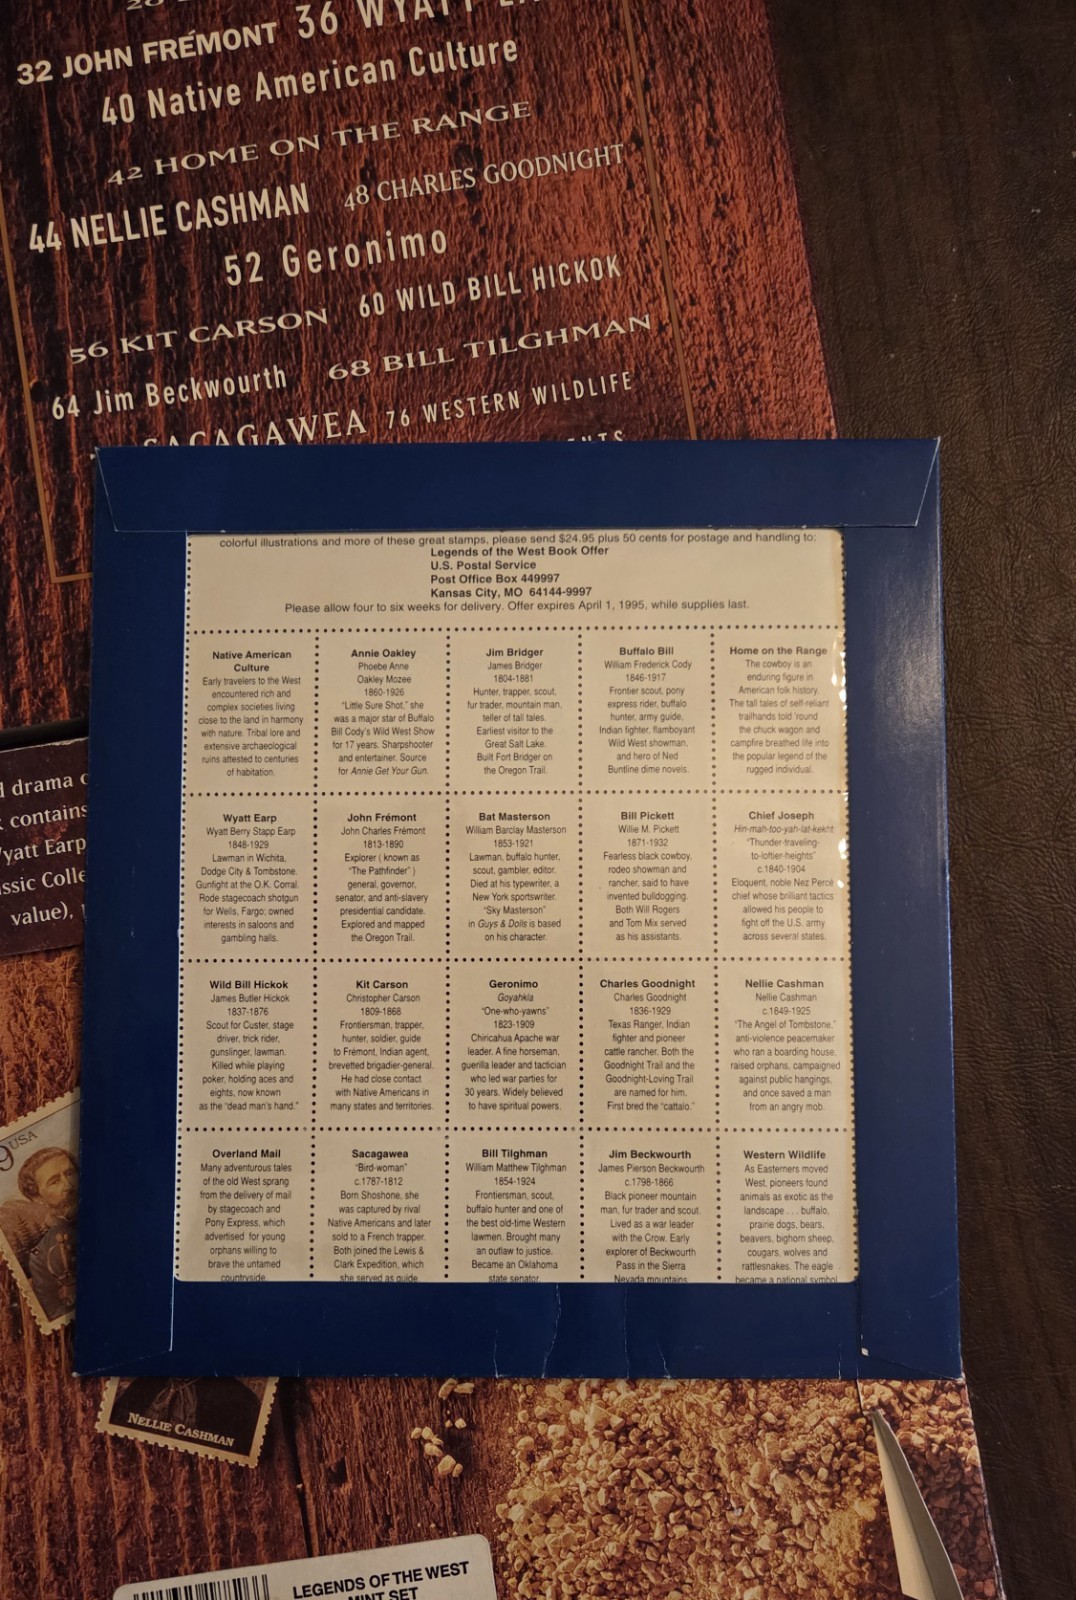 32 JOHN FRÉMONT 36 WYATT
40 Native American Culture
42 HOME ON THE RANGE
44 NELLIE CASHMAN 48 CHARLES GOODNIGHT
52 Geronimo
56 KIT CARSON 60 WILD BILL HICKOK
64 Jim Beckwourth 68 BILL TILGHMAN
SACAGAWEA 76 WESTERN WILDLIFE
colorful illustrations and more of these great stamps, please send $24.95 plus 50 cents for postage and handling to:
Legends of the West Book Offer
U.S. Postal Service
Post Office Box 449997
Kansas City, MO 64144-9997
Please allow four to six weeks for delivery. Offer expires April 1, 1995, while supplies last.
Native American
Culture
Early travelers to the West
encountered rich and
complex societies living
close to the land in harmony
with nature. Tribal lore and
extensive archaeological
ruins attested to centuries
of habitation.
Annie Oakley
Phoebe Anne
Oakley Mozee
1860-1926
"Little Sure Shot," she
was a major star of Buffalo
Bill Cody's Wild West Show
for 17 years. Sharpshooter
and entertainer. Source
for Annie Get Your Gun.
Jim Bridger
James Bridger
1804-1881
Hunter, trapper, scout,
fur trader, mountain man,
teller of tall tales.
Earliest visitor to the
Great Salt Lake.
Built Fort Bridger on
the Oregon Trail.
Buffalo Bill
William Frederick Cody
1846-1917
Frontier scout, pony
express rider, buffalo
hunter, army guide,
Indian fighter, flamboyant
Wild West showman,
and hero of Ned
Buntline dime novels.
Home on the Range
The cowboy is an
enduring figure in
American folk history.
The tall tales of self-reliant
trailhands told 'round
the chuck wagon and
campfire breathed life into
the popular legend of the
rugged individual.
Wyatt Earp
Wyatt Berry Stapp Earp
1848-1929
Lawman in Wichita,
Dodge City & Tombstone.
Gunfight at the O.K. Corral.
Rode stagecoach shotgun
for Wells, Fargo; owned
interests in saloons and
gambling halls.
John Frémont
John Charles Frémont
1813-1890
Explorer ( known as
"The Pathfinder" )
general, governor,
senator, and anti-slavery
presidential candidate.
Explored and mapped
the Oregon Trail.
Bat Masterson
William Barclay Masterson
1853-1921
Lawman, buffalo hunter,
scout, gambler, editor.
Died at his typewriter, a
New York sportswriter.
"Sky Masterson"
in Guys & Dolls is based
on his character.
Bill Pickett
Willie M. Pickett
1871-1932
Fearless black cowboy,
rodeo showman and
rancher, said to have
invented bulldogging.
Both Will Rogers
and Tom Mix served
as his assistants.
Chief Joseph
Hin-mah-too-yah-lat-kekht
"Thunder-traveling-
to-loftier-heights"
c.1840-1904
Eloquent, noble Nez Percé
chief whose brilliant tactics
allowed his people to
fight off the U.S. army
across several states.
Wild Bill Hickok
James Butler Hickok
1837-1876
Scout for Custer, stage
driver, trick rider,
gunslinger, lawman.
Killed while playing
poker, holding aces and
eights, now known
as the "dead man's hand."
Kit Carson
Christopher Carson
1809-1868
Frontiersman, trapper,
hunter, soldier, guide
to Frémont, Indian agent,
brevetted brigadier-general.
He had close contact
with Native Americans in
many states and territories.
Geronimo
Goyahkla
"One-who-yawns"
1823-1909
Chiricahua Apache war
leader. A fine horseman,
guerilla leader and tactician
who led war parties for
30 years. Widely believed
to have spiritual powers.
Charles Goodnight
Charles Goodnight
1836-1929
Texas Ranger, Indian
fighter and pioneer
cattle rancher. Both the
Goodnight Trail and the
Goodnight-Loving Trail
are named for him.
First bred the "cattalo."
Nellie Cashman
Nellie Cashman
c.1849-1925
"The Angel of Tombstone,"
anti-violence peacemaker
who ran a boarding house,
raised orphans, campaigned
against public hangings,
and once saved a man
from an angry mob.
Overland Mail
Many adventurous tales
of the old West sprang
from the delivery of mail
by stagecoach and
Pony Express, which
advertised for young
orphans willing to
brave the untamed
countryside.
Sacagawea
"Bird-woman"
c.1787-1812
Born Shoshone, she
was captured by rival
Native Americans and later
sold to a French trapper.
Both joined the Lewis &
Clark Expedition, which
she served as guide
Bill Tilghman
William Matthew Tilghman
1854-1924
Frontiersman, scout,
buffalo hunter and one of
the best old-time Western
lawmen. Brought many
an outlaw to justice.
Became an Oklahoma
state senator.
Jim Beckwourth
James Pierson Beckwourth
c.1798-1866
Black pioneer mountain
man, fur trader and scout.
Lived as a war leader
with the Crow. Early
explorer of Beckwourth
Pass in the Sierra
Nevada mountains.
Western Wildlife
As Easterners moved
West, pioneers found
animals as exotic as the
landscape . . . buffalo,
prairie dogs, bears,
beavers, bighorn sheep,
cougars, wolves and
rattlesnakes. The eagle
became a national symbol
drama
contains
Wyatt Earp
value),
9 USA
NELLIE CASHMAN
LEGENDS OF THE WEST
MINT SET